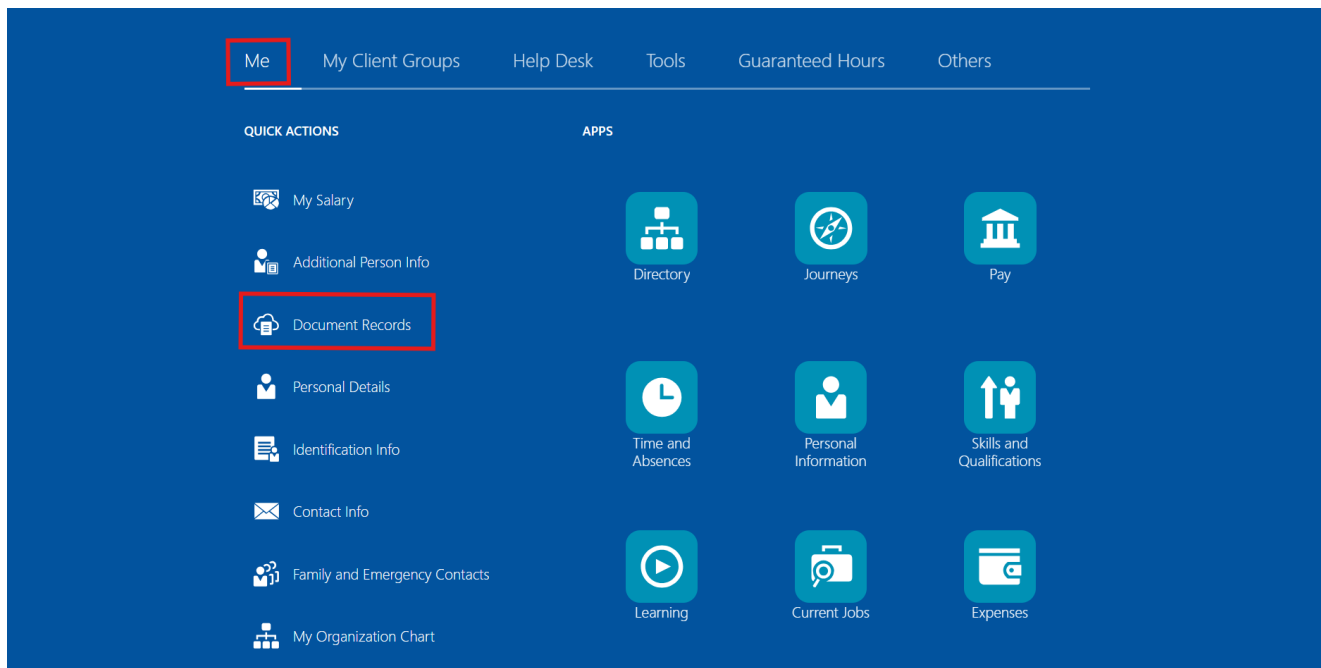 Me
My Client Groups
Help Desk
Tools
Guaranteed Hours
Others
QUICK ACTIONS
My Salary
Additional Person Info
Document Records
Personal Details
Identification Info
Contact Info
Family and Emergency Contacts
My Organization Chart
APPS
Directory
Journeys
Pay
Time and
Absences
Personal
Information
Skills and
Qualifications
Learning
Current Jobs
Expenses